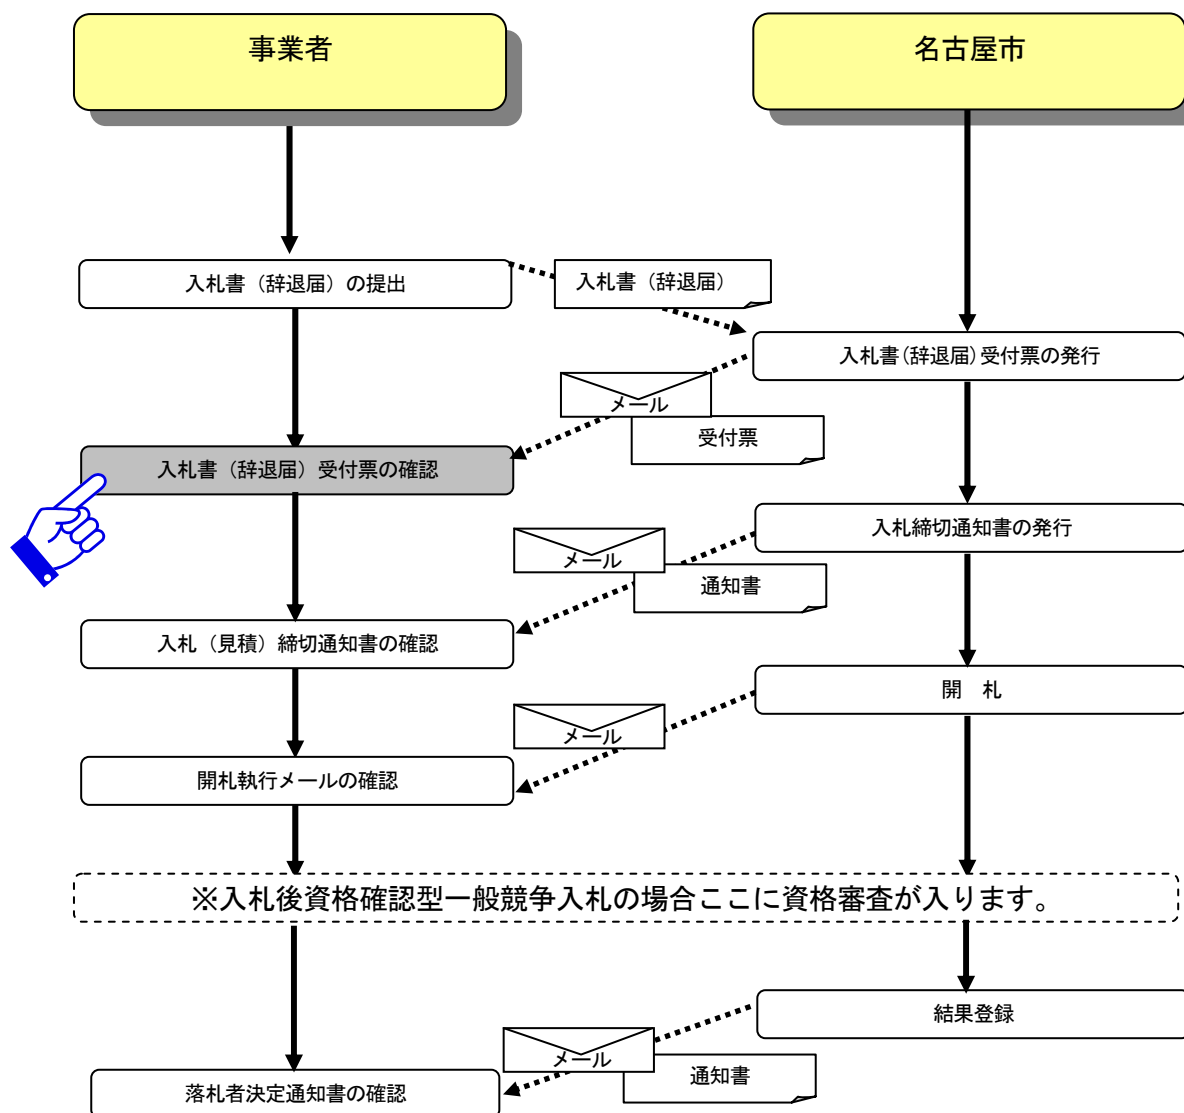 事業者
名古屋市
入札書（辞退届）の提出
入札書（辞退届）
入札書(辞退届)受付票の発行
メール
受付票
入札書（辞退届）受付票の確認
入札締切通知書の発行
メール
通知書
入札（見積）締切通知書の確認
開　札
メール
開札執行メールの確認
※入札後資格確認型一般競争入札の場合ここに資格審査が入ります。
結果登録
メール
通知書
落札者決定通知書の確認